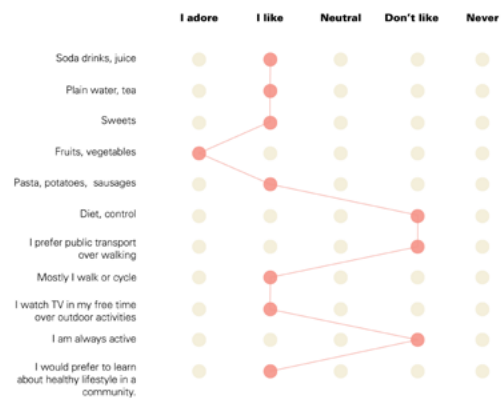 I adore I like Neutral Don't like Never
Soda drinks, juice
Plain water, tea
Sweets
Fruits, vegetables
Pasta, potatoes, sausages
Diet, control
I prefer public transport
over walking
Mostly I walk or cycle
I watch TV in my free time
over outdoor activities
I am always active
I would prefer to learn
about healthy lifestyle in a
community.